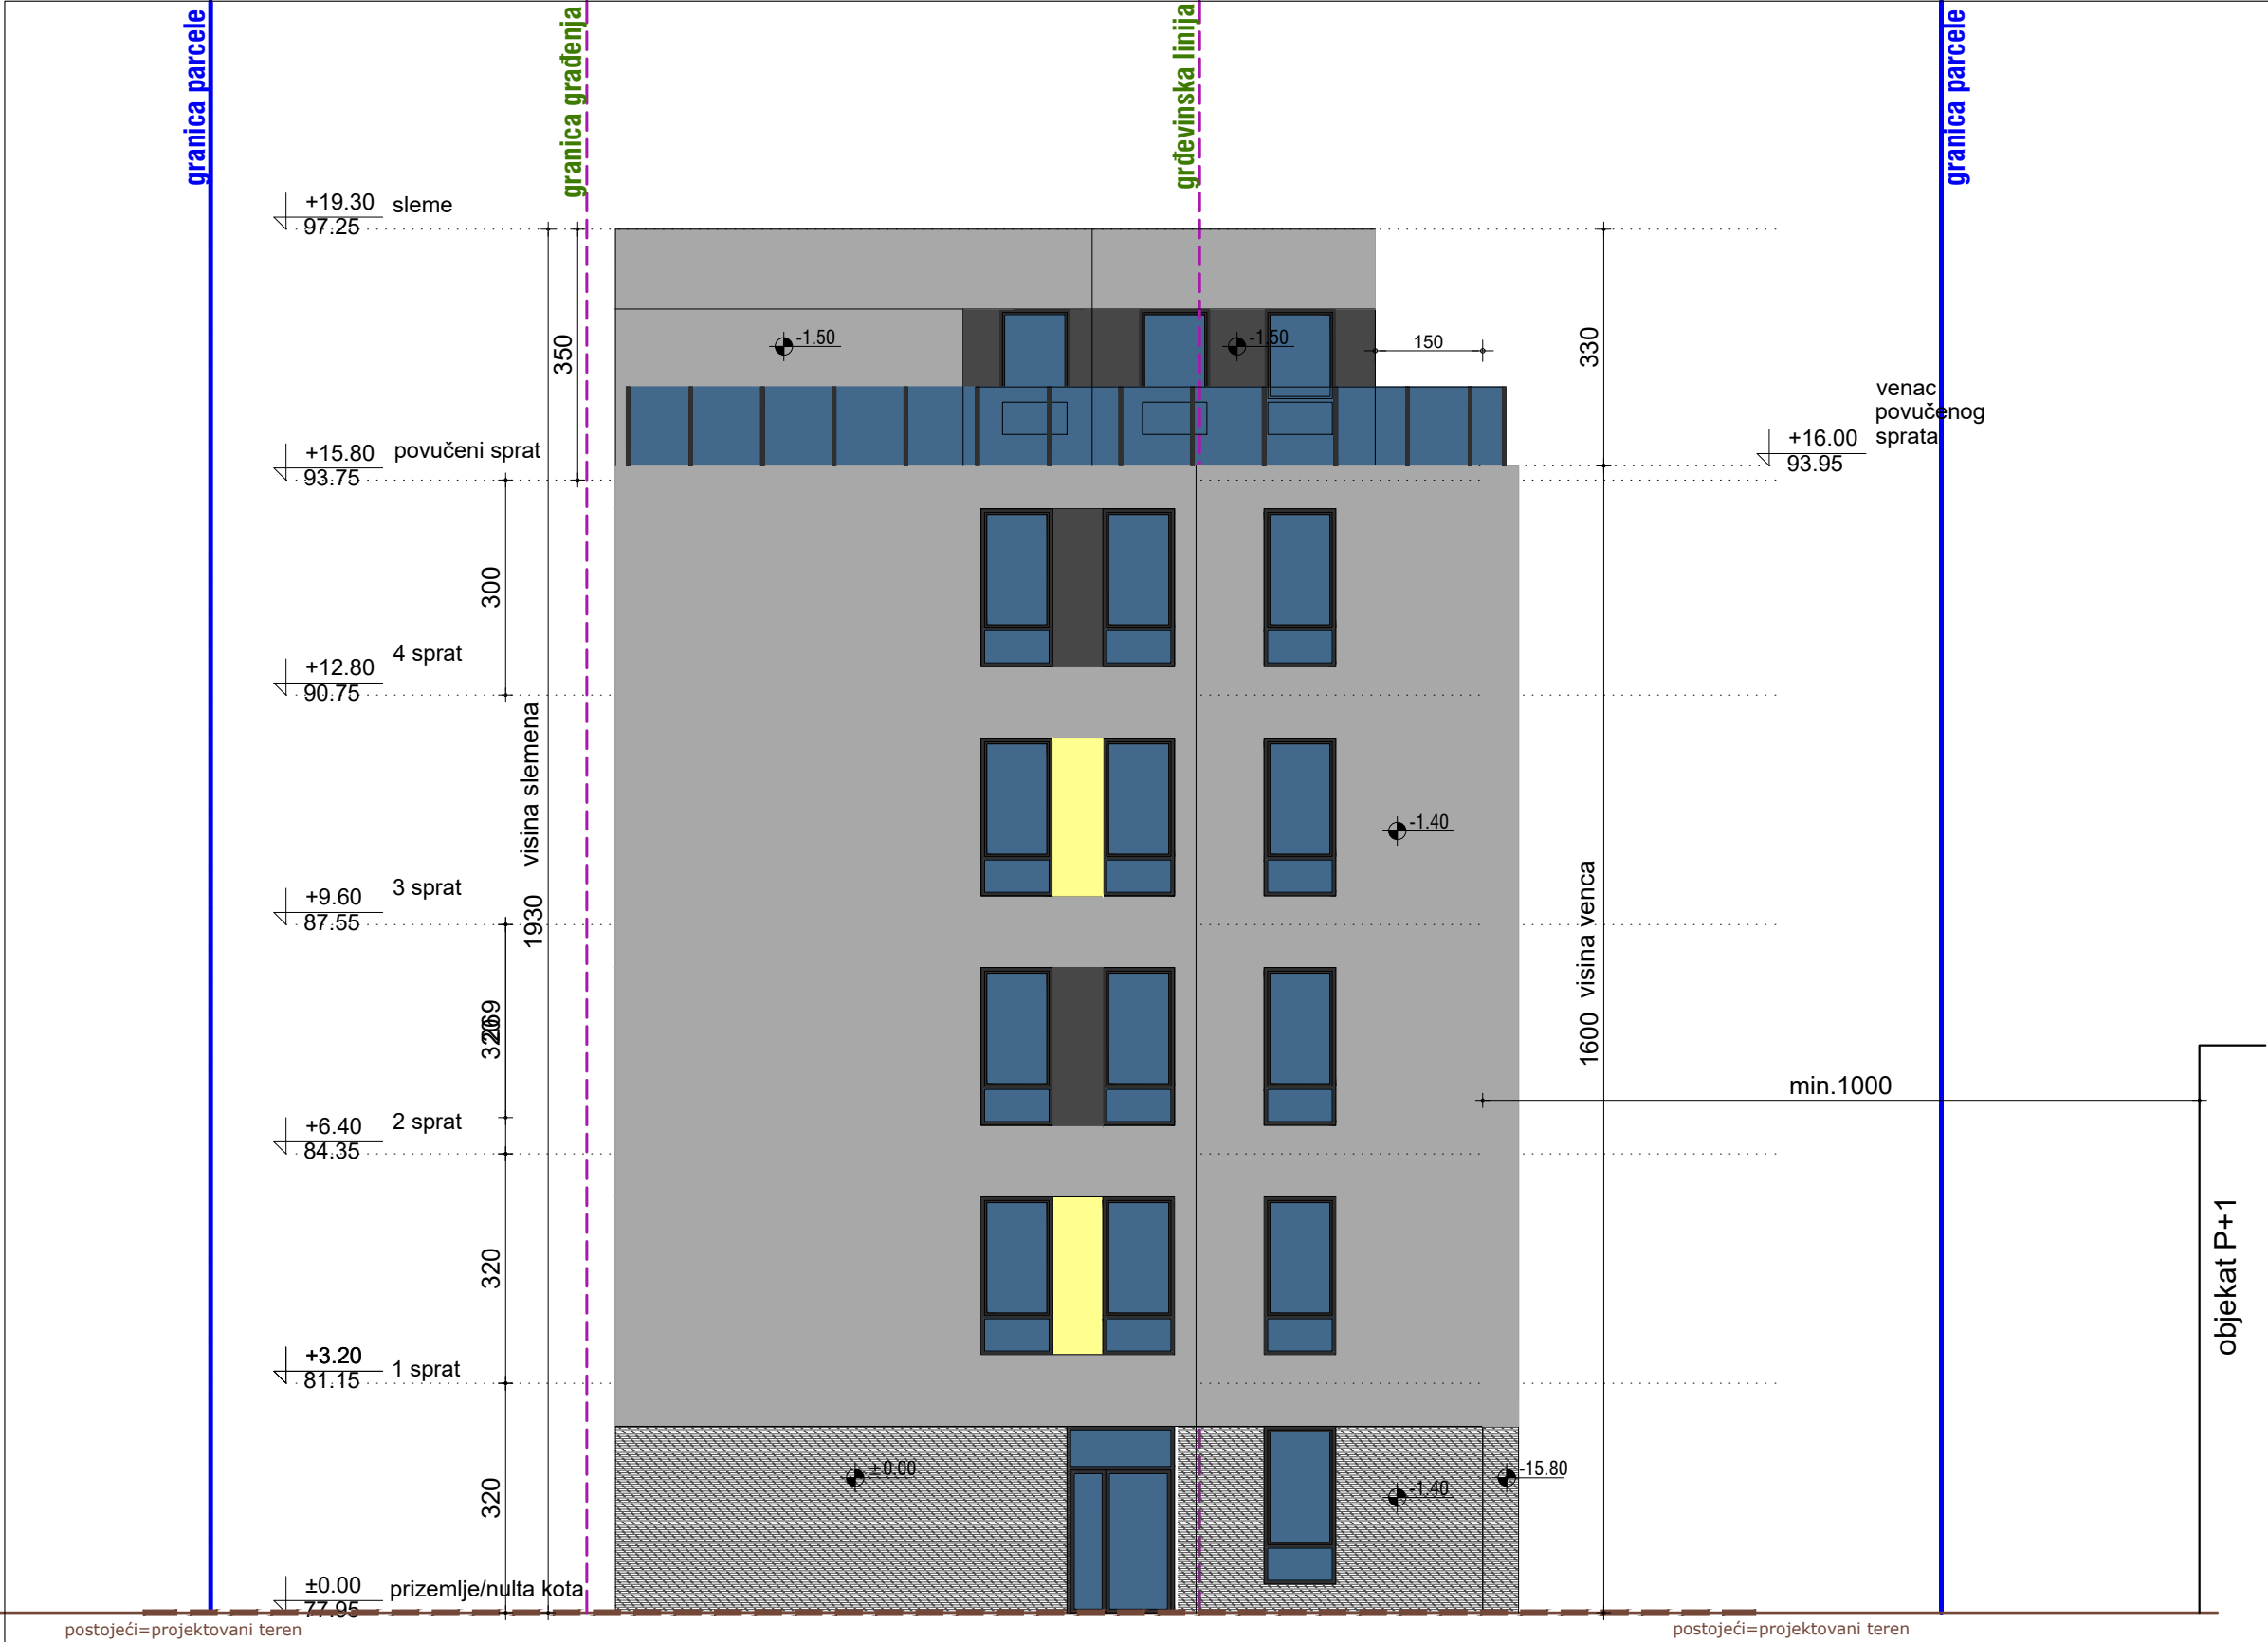 granica parcele
granica građenja
grđevinska linija
granica parcele
+19.30
97.25
sleme
350
-1.50
-1.50
150
330
venac
povučenog
sprata
+16.00
93.95
+15.80
93.75
povučeni sprat
300
+12.80
90.75
4 sprat
1930 visina slemena
-1.40
+9.60
87.55
3 sprat
1600 visina venca
min.1000
+6.40
84.35
2 sprat
objekat P+1
320
+3.20
81.15
1 sprat
±0.00
-1.40
-15.80
320
±0.00
77.95
prizemlje/nulta kota
postojeći=projektovani teren
postojeći=projektovani teren